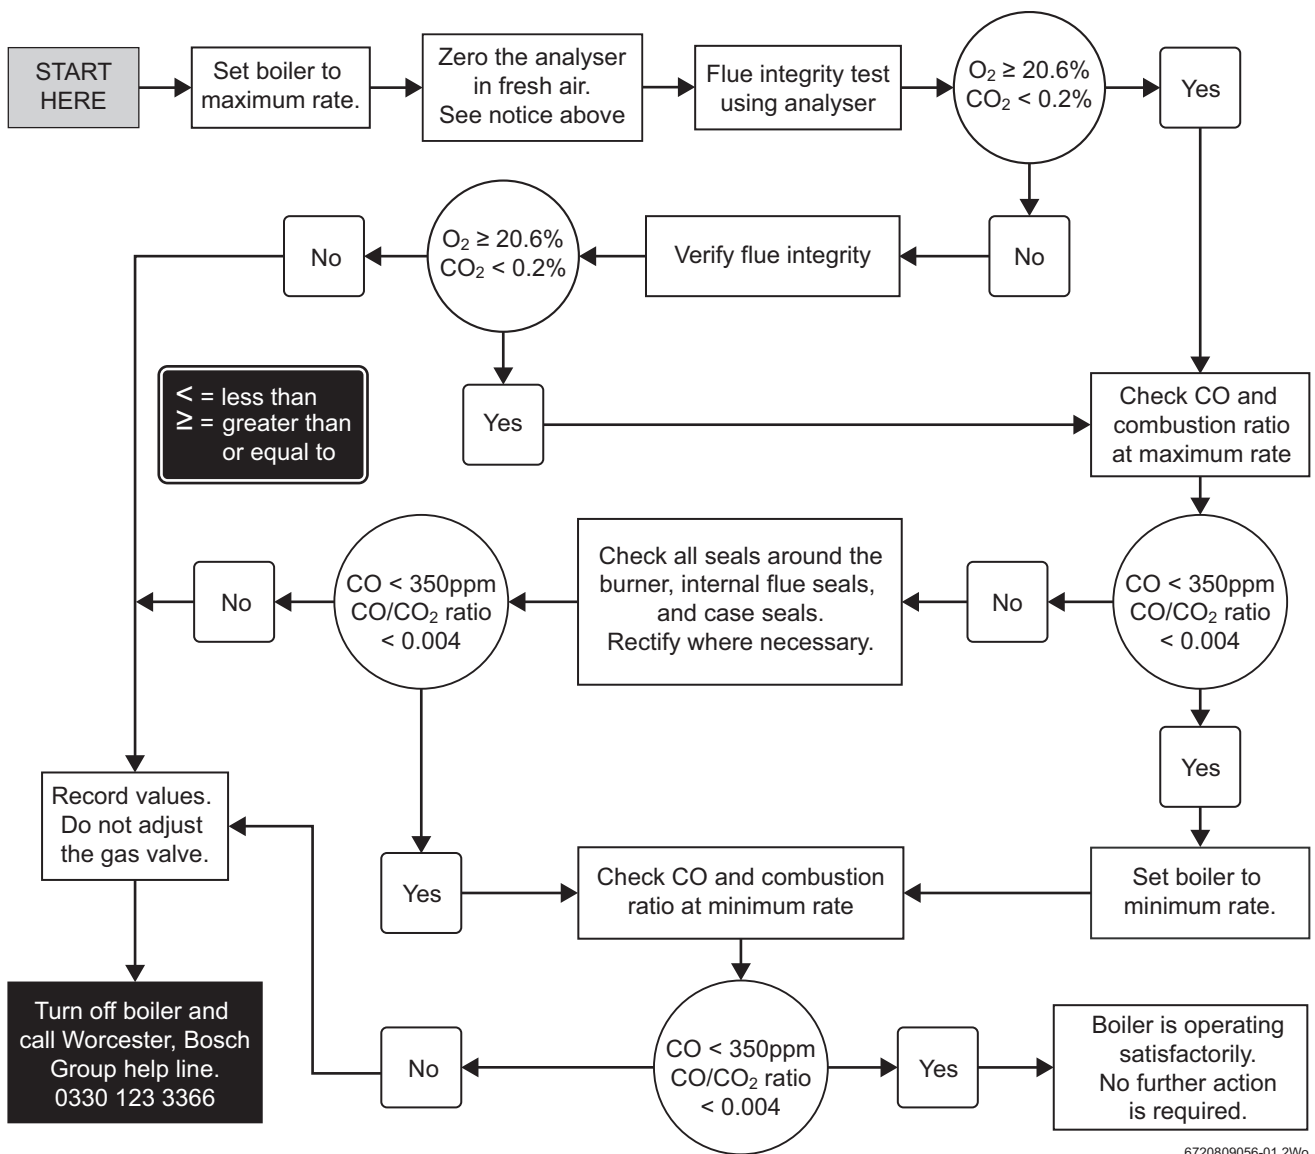 START
HERE
Set boiler to
maximum rate.
Zero the analyser
in fresh air.
See notice above
Flue integrity test
using analyser
O₂ ≥ 20.6%
CO₂ < 0.2%
Yes
No
Verify flue integrity
O₂ ≥ 20.6%
CO₂ < 0.2%
No
Yes
< = less than
≥ = greater than
or equal to
Check CO and
combustion ratio
at maximum rate
CO < 350ppm
CO/CO₂ ratio
< 0.004
No
Check all seals around the
burner, internal flue seals,
and case seals.
Rectify where necessary.
CO < 350ppm
CO/CO₂ ratio
< 0.004
No
Yes
Set boiler to
minimum rate.
Yes
Check CO and combustion
ratio at minimum rate
Record values.
Do not adjust
the gas valve.
Turn off boiler and
call Worcester, Bosch
Group help line.
0330 123 3366
No
CO < 350ppm
CO/CO₂ ratio
< 0.004
Yes
Boiler is operating
satisfactorily.
No further action
is required.
6720809056-01.2Wo